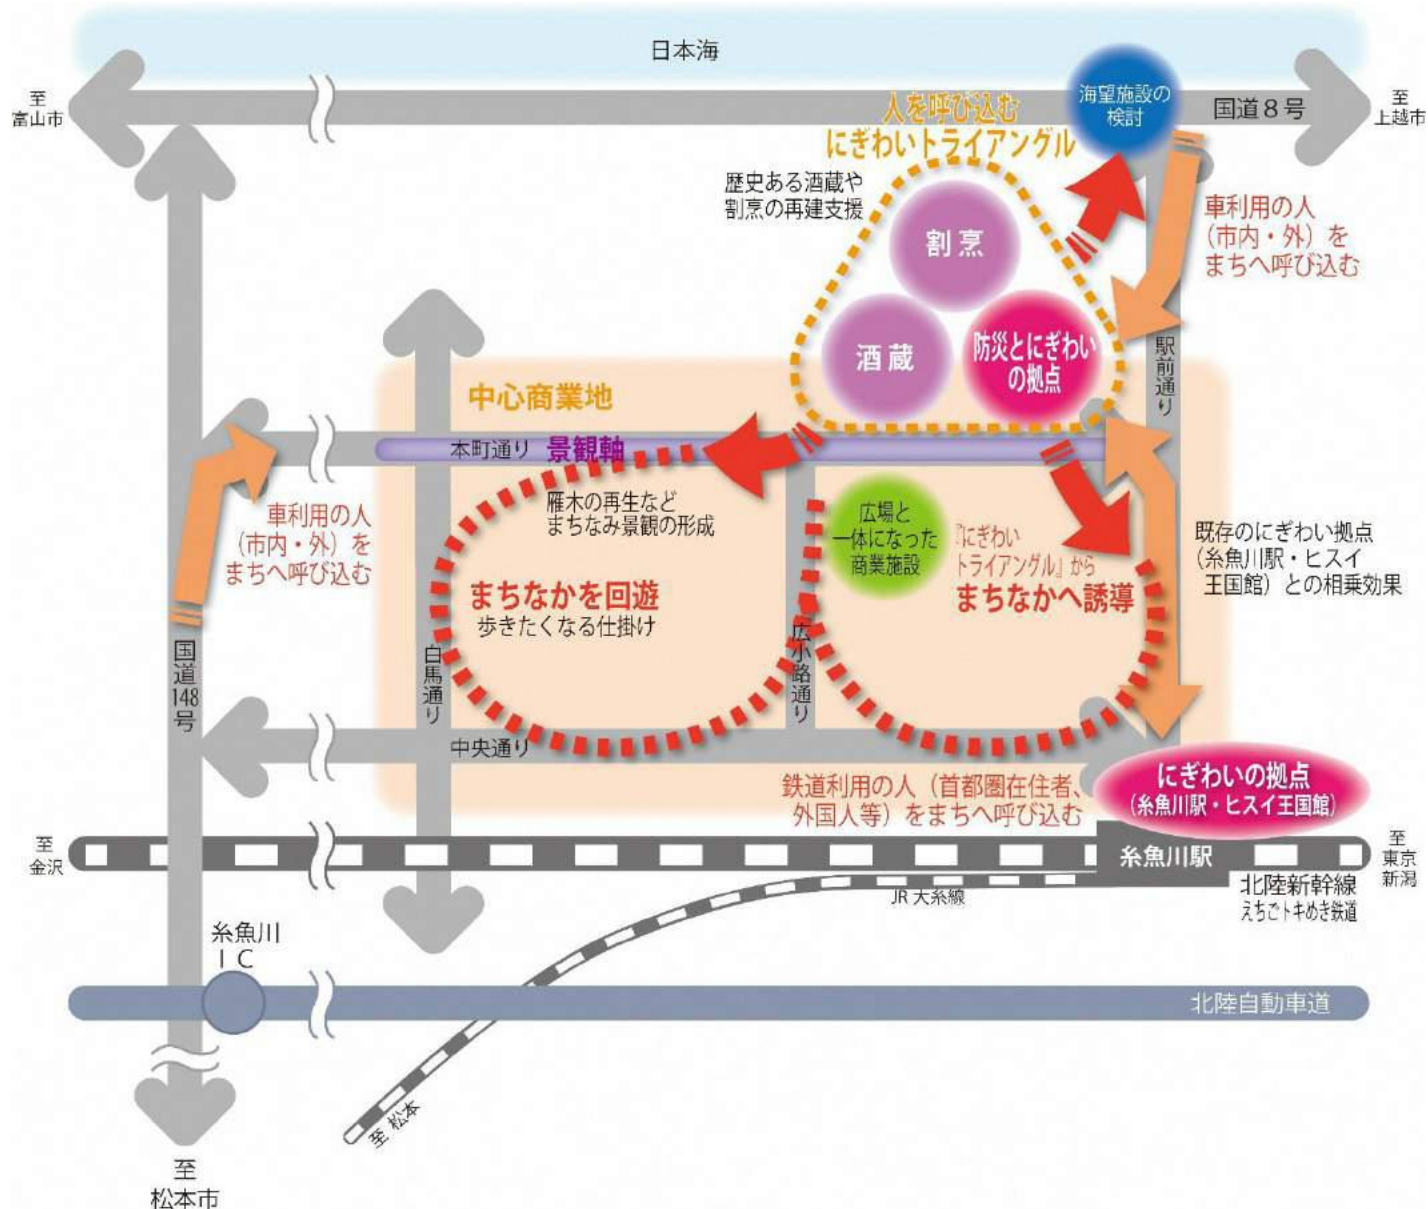 日本海
至
富山市
海望施設の
検討
国道８号
至
上越市
人を呼び込む
にぎわいトライアングル
歴史ある酒蔵や
割烹の再建支援
割烹
酒蔵
防災とにぎわい
の拠点
車利用の人
（市内・外）を
まちへ呼び込む
駅前通り
中心商業地
本町通り
景観軸
雁木の再生など
まちなみ景観の形成
車利用の人
（市内・外）を
まちへ呼び込む
広場と
一体になった
商業施設
『にぎわい
トライアングル』から
まちなかへ誘導
既存のにぎわい拠点
（糸魚川駅・ヒスイ
王国館）との相乗効果
まちなかを回遊
歩きたくなる仕掛け
国道148号
白馬通り
広小路通り
中央通り
鉄道利用の人（首都圏在住者、
外国人等）をまちへ呼び込む
にぎわいの拠点
（糸魚川駅・ヒスイ王国館）
至
金沢
糸魚川駅
至
東京
新潟
北陸新幹線
えちごトキめき鉄道
JR 大糸線
糸魚川
ＩＣ
北陸自動車道
至 松本
至
松本市